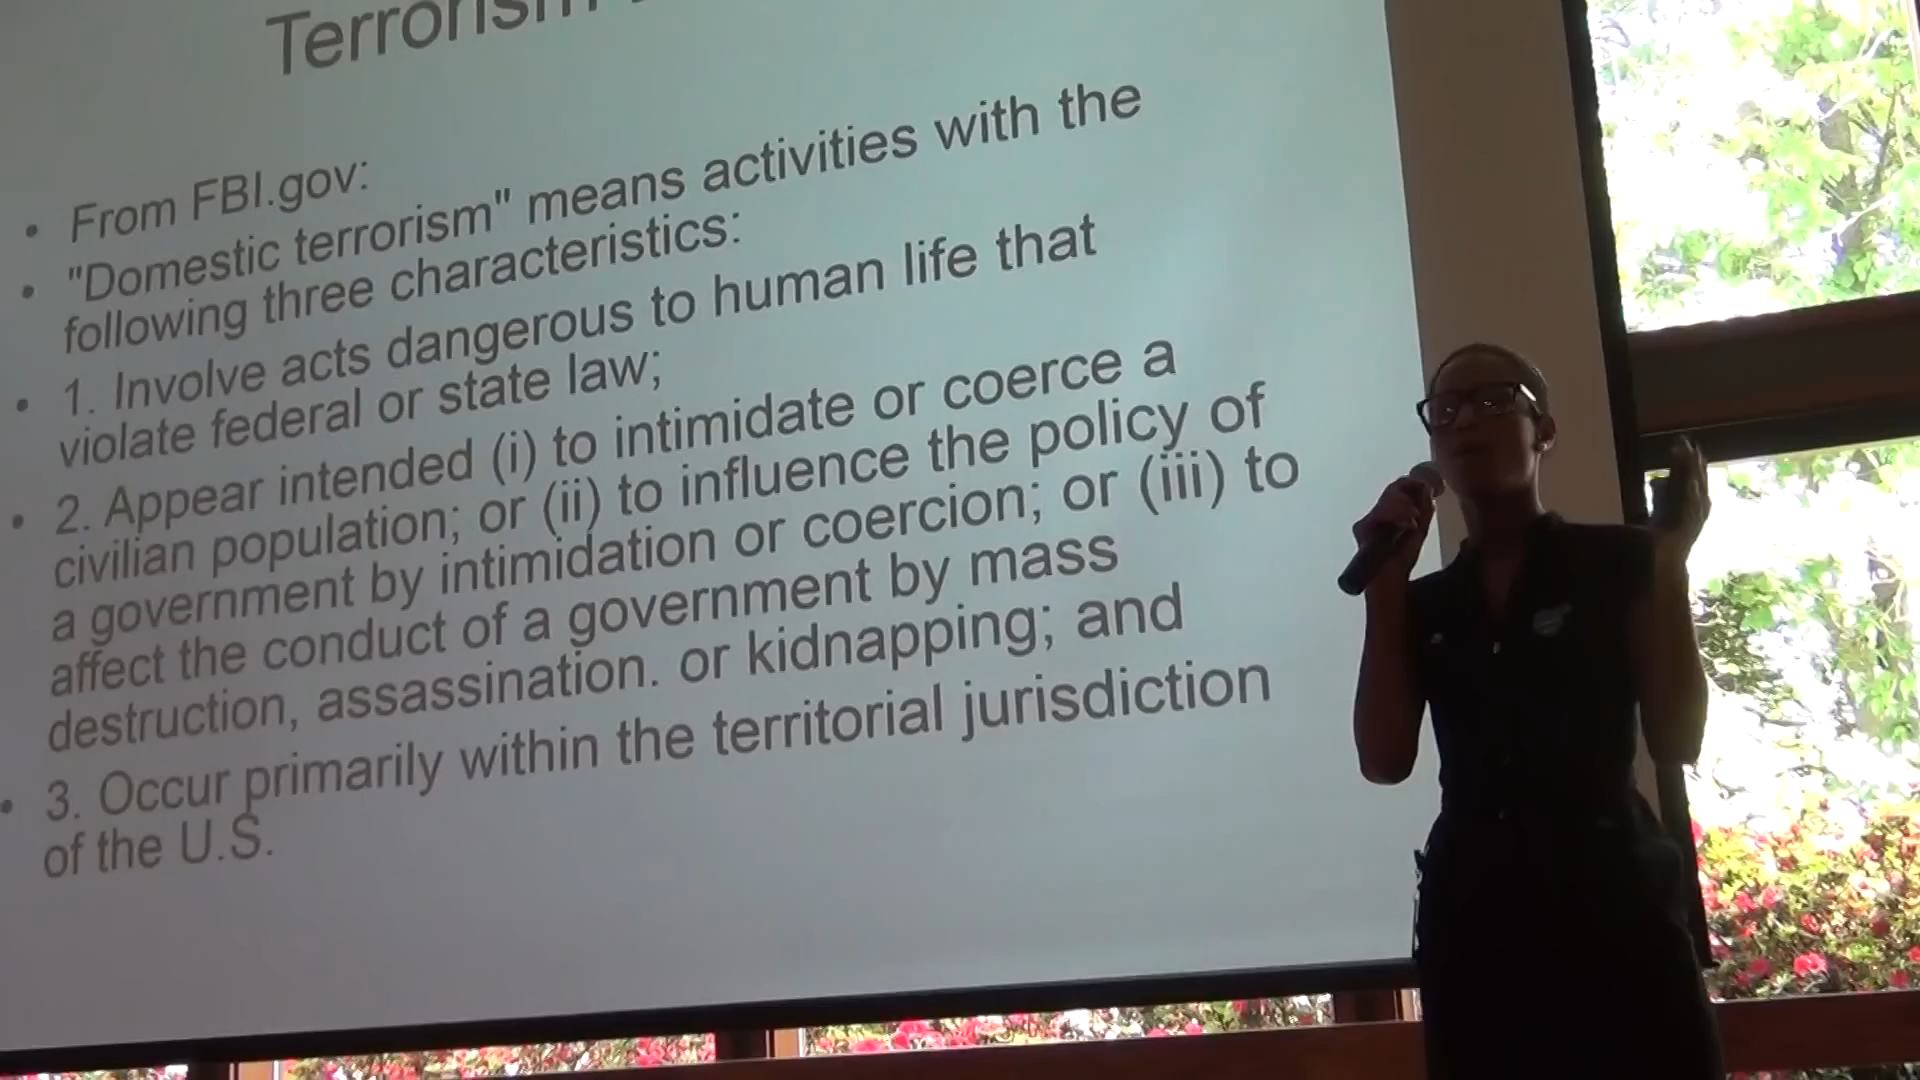 Terrorism
• From FBI.gov:
• "Domestic terrorism" means activities with the
following three characteristics:
• 1. Involve acts dangerous to human life that
violate federal or state law;
• 2. Appear intended (i) to intimidate or coerce a
civilian population; or (ii) to influence the policy of
a government by intimidation or coercion; or (iii) to
affect the conduct of a government by mass
destruction, assassination. or kidnapping; and
• 3. Occur primarily within the territorial jurisdiction
of the U.S.